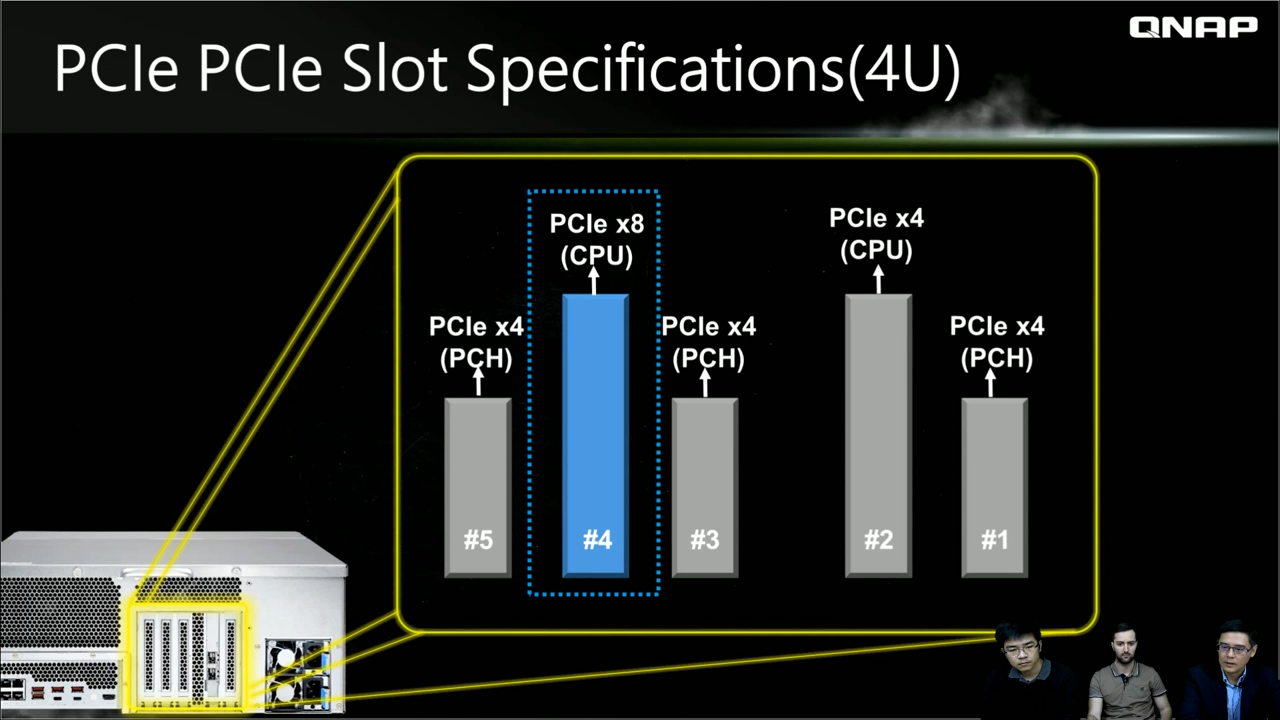 QNAP
PCIe PCIe Slot Specifications(4U)
PCIe x8
(CPU)
PCIe x4
(CPU)
PCIe x4
(PCH)
PCIe x4
(PCH)
PCIe x4
(PCH)
#5
#4
#3
#2
#1